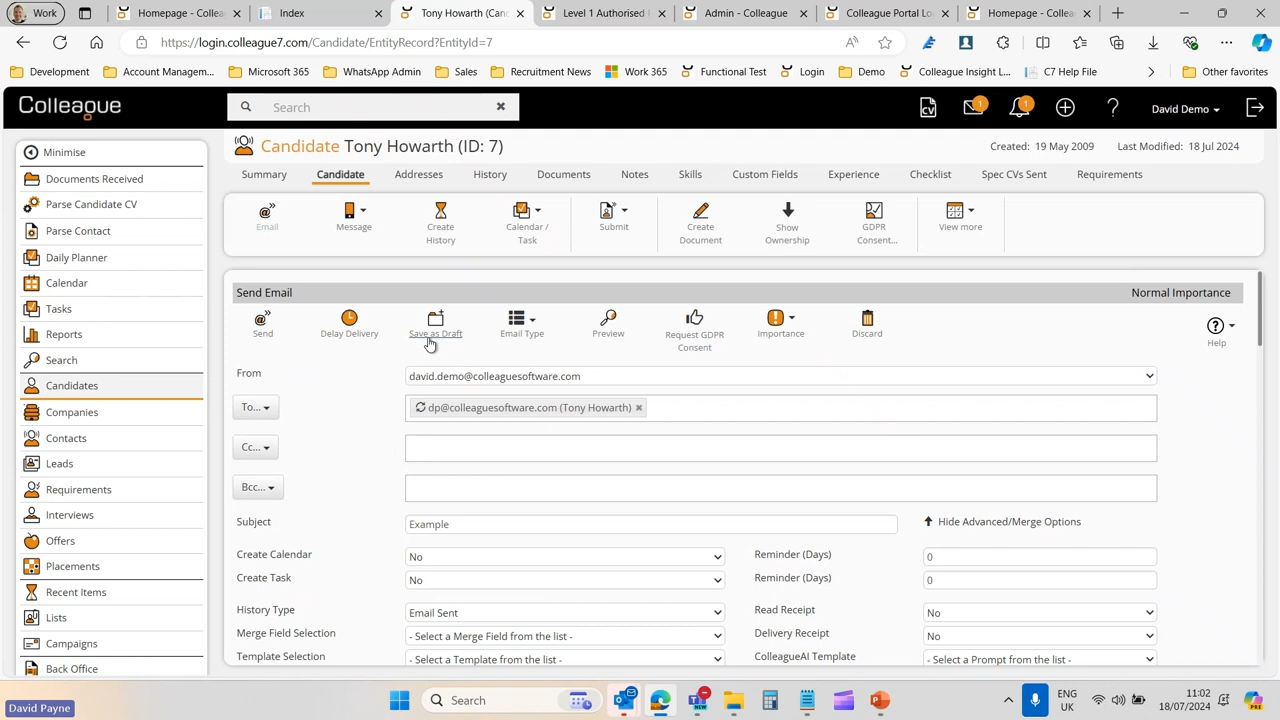 Work
Homepage - Collea
Index
Tony Howarth (Can
Level 1 Authorised
Admin - Colleague
Colleague Portal Lo
Homepage - Colleag
https://login.colleague7.com/Candidate/EntityRecord?EntityId=7
Development
Account Managem...
Microsoft 365
WhatsApp Admin
Sales
Recruitment News
Work 365
Functional Test
Login
Demo
Colleague Insight L...
C7 Help File
Other favorites
Colleague
Search
CV
1
1
David Demo
Minimise
Documents Received
Parse Candidate CV
Parse Contact
Daily Planner
Calendar
Tasks
Reports
Search
Candidates
Companies
Contacts
Leads
Requirements
Interviews
Offers
Placements
Recent Items
Lists
Campaigns
Back Office
Candidate Tony Howarth (ID: 7)
Created: 19 May 2009
Last Modified: 18 Jul 2024
Summary
Candidate
Addresses
History
Documents
Notes
Skills
Custom Fields
Experience
Checklist
Spec CVs Sent
Requirements
Email
Message
Create
History
Calendar /
Task
Submit
Create
Document
Show
Ownership
GDPR
Consent...
View more
Send Email
Normal Importance
Send
Delay Delivery
Save as Draft
Email Type
Preview
Request GDPR
Consent
Importance
Discard
Help
From
david.demo@colleaguesoftware.com
To...
dp@colleaguesoftware.com (Tony Howarth)
Cc...
Bcc...
Subject
Example
Hide Advanced/Merge Options
Create Calendar
No
Reminder (Days)
0
Create Task
No
Reminder (Days)
0
History Type
Email Sent
Read Receipt
No
Merge Field Selection
- Select a Merge Field from the list -
Delivery Receipt
No
Template Selection
- Select a Template from the list -
ColleagueAI Template
- Select a Prompt from the list -
David Payne
Search
NEW
ENG
UK
11:02
18/07/2024
PRE